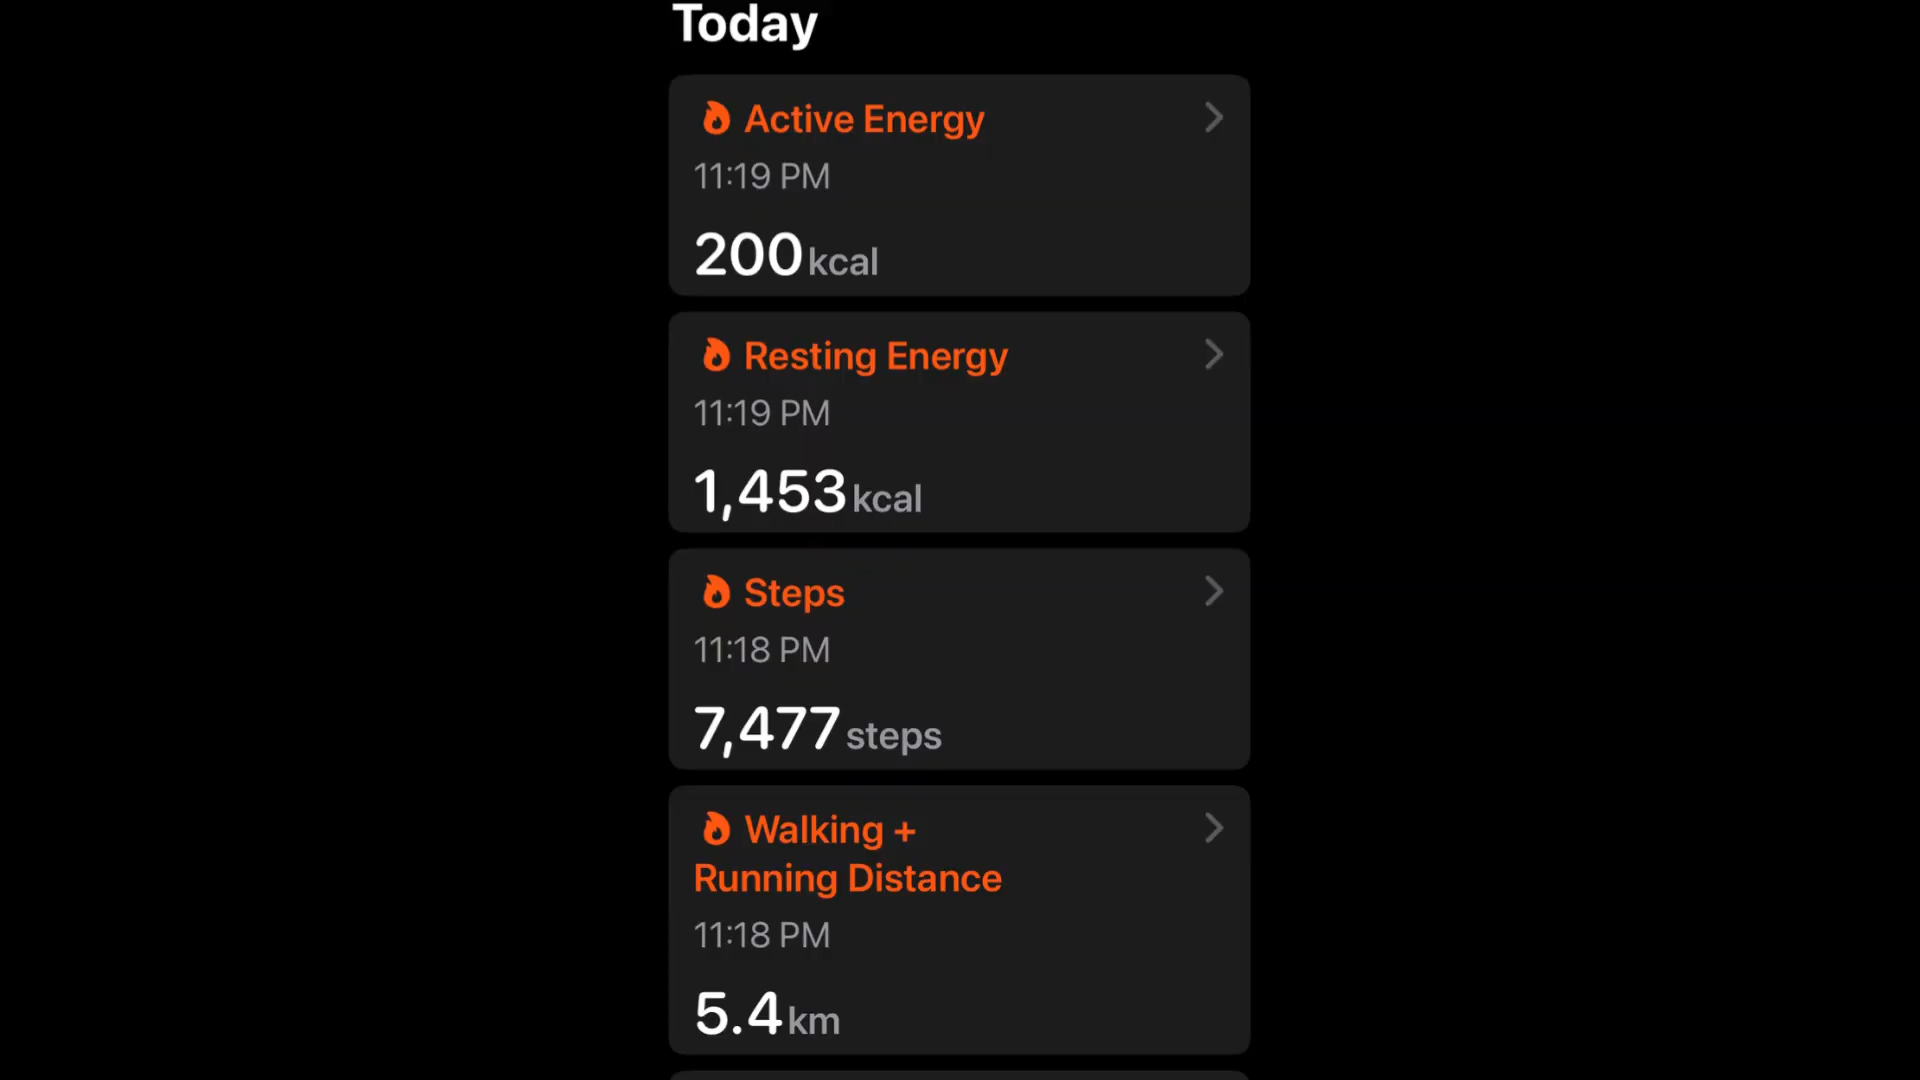 Today
Active Energy
11:19 PM
200 kcal
Resting Energy
11:19 PM
1,453 kcal
Steps
11:18 PM
7,477 steps
Walking +
Running Distance
11:18 PM
5.4 km